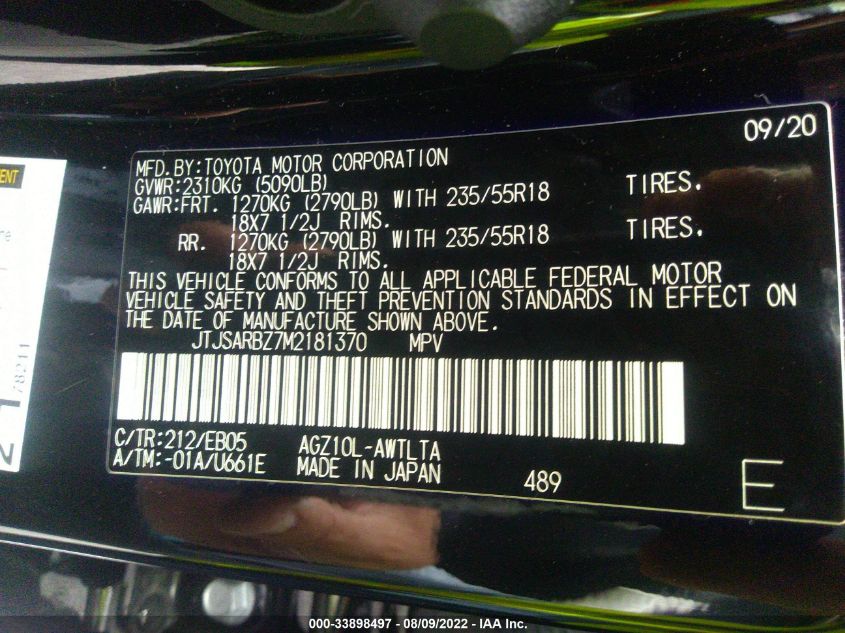 09/20
MFD.BY:TOYOTA MOTOR CORPORATION
GVWR:2310KG (5090LB)
GAWR:FRT. 1270KG (2790LB) WITH 235/55R18 TIRES.
18X7 1/2J RIMS.
RR. 1270KG (2790LB) WITH 235/55R18 TIRES.
18X7 1/2J RIMS.
THIS VEHICLE CONFORMS TO ALL APPLICABLE FEDERAL MOTOR
VEHICLE SAFETY AND THEFT PREVENTION STANDARDS IN EFFECT ON
THE DATE OF MANUFACTURE SHOWN ABOVE.
JTJSARBZ7M2181370 MPV
C/TR:212/EB05 AGZ10L-AWTLTA
A/TM:-01A/U661E MADE IN JAPAN 489 E
78211
000-33898497 - 08/09/2022 - IAA Inc.